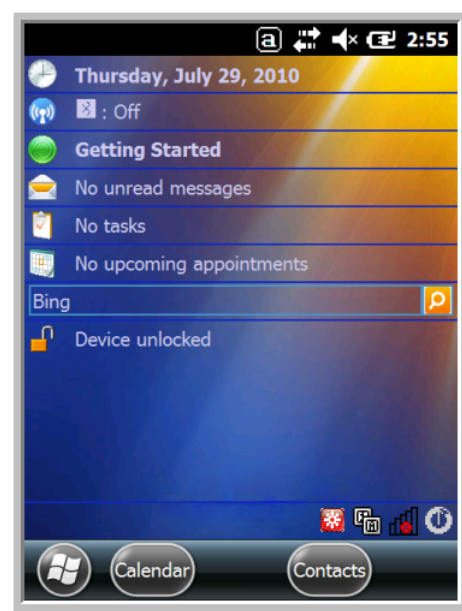 a 2:55
Thursday, July 29, 2010
: Off
Getting Started
No unread messages
No tasks
No upcoming appointments
Bing
Device unlocked
Calendar Contacts